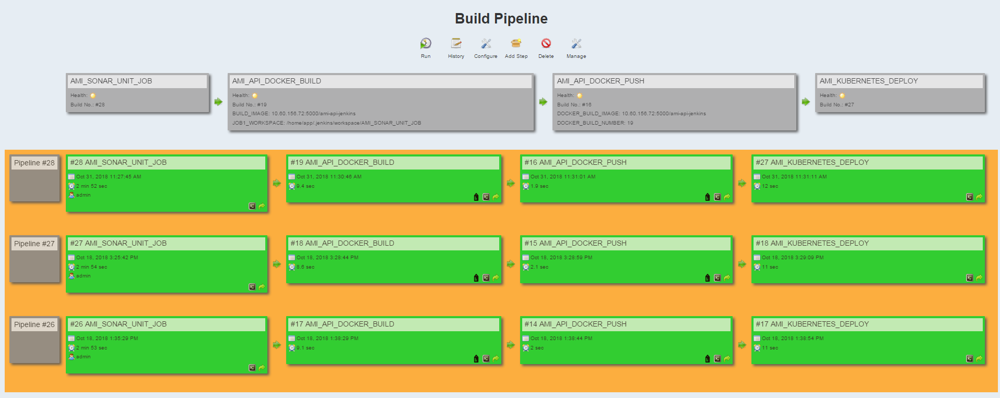 Build Pipeline
Run History Configure Add Step Delete Manage
AMI_SONAR_UNIT_JOB
Health:
Build No.: #28
AMI_API_DOCKER_BUILD
Health:
Build No.: #19
BUILD_IMAGE: 10.60.156.72:5000/ami-api-jenkins
JOB1_WORKSPACE: /home/app/.jenkins/workspace/AMI_SONAR_UNIT_JOB
AMI_API_DOCKER_PUSH
Health:
Build No.: #16
DOCKER_BUILD_IMAGE: 10.60.156.72:5000/ami-api-jenkins
DOCKER_BUILD_NUMBER: 19
AMI_KUBERNETES_DEPLOY
Health:
Build No.: #27
Pipeline #28
#28 AMI_SONAR_UNIT_JOB
Oct 31, 2018 11:27:45 AM
2 min 52 sec
admin
#19 AMI_API_DOCKER_BUILD
Oct 31, 2018 11:30:46 AM
9.4 sec
#16 AMI_API_DOCKER_PUSH
Oct 31, 2018 11:31:01 AM
1.9 sec
#27 AMI_KUBERNETES_DEPLOY
Oct 31, 2018 11:31:11 AM
12 sec
Pipeline #27
#27 AMI_SONAR_UNIT_JOB
Oct 18, 2018 3:25:42 PM
2 min 54 sec
admin
#18 AMI_API_DOCKER_BUILD
Oct 18, 2018 3:28:44 PM
8.6 sec
#15 AMI_API_DOCKER_PUSH
Oct 18, 2018 3:28:59 PM
2.1 sec
#18 AMI_KUBERNETES_DEPLOY
Oct 18, 2018 3:29:09 PM
11 sec
Pipeline #26
#26 AMI_SONAR_UNIT_JOB
Oct 18, 2018 1:35:29 PM
2 min 53 sec
admin
#17 AMI_API_DOCKER_BUILD
Oct 18, 2018 1:38:29 PM
9.1 sec
#14 AMI_API_DOCKER_PUSH
Oct 18, 2018 1:38:44 PM
2 sec
#17 AMI_KUBERNETES_DEPLOY
Oct 18, 2018 1:38:54 PM
11 sec